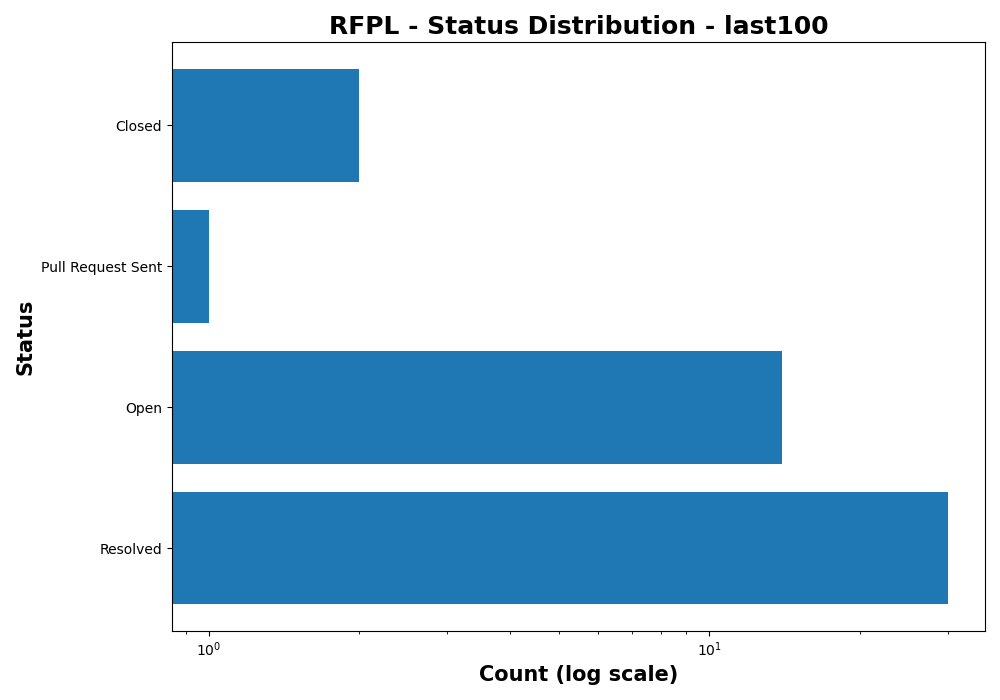 RFPL - Status Distribution - last100
Status
Closed
Pull Request Sent
Open
Resolved
10⁰
10¹
Count (log scale)